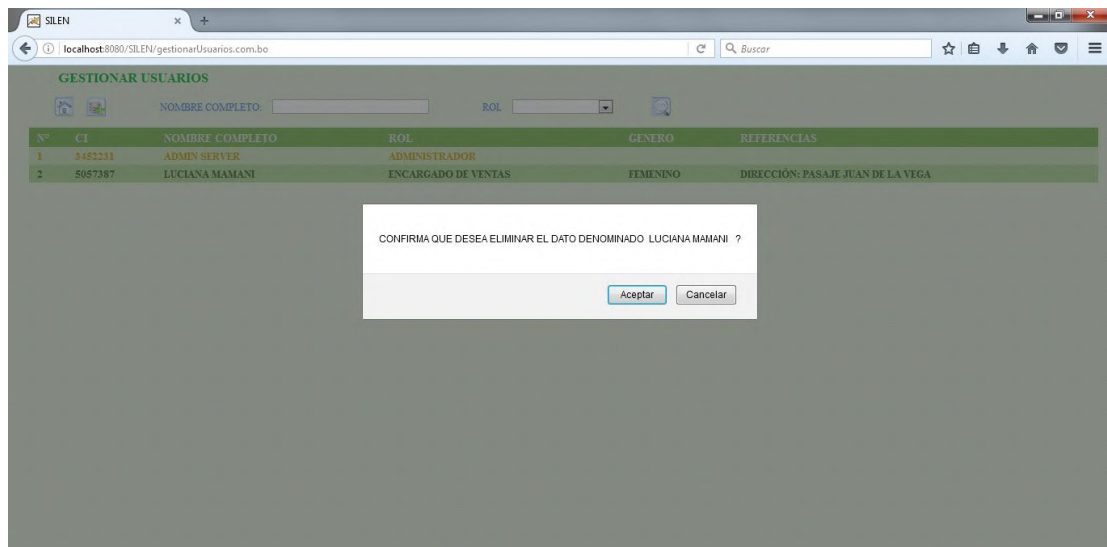 SILEN
localhost:8080/SILEN/gestionarUsuarios.com.bo
Buscar
GESTIONAR USUARIOS
NOMBRE COMPLETO: ROL
N° CI NOMBRE COMPLETO ROL GENERO REFERENCIAS
1 3452231 ADMIN SERVER ADMINISTRADOR
2 5057387 LUCIANA MAMANI ENCARGADO DE VENTAS FEMENINO DIRECCIÓN: PASAJE JUAN DE LA VEGA
CONFIRMA QUE DESEA ELIMINAR EL DATO DENOMINADO LUCIANA MAMANI ?
Aceptar Cancelar